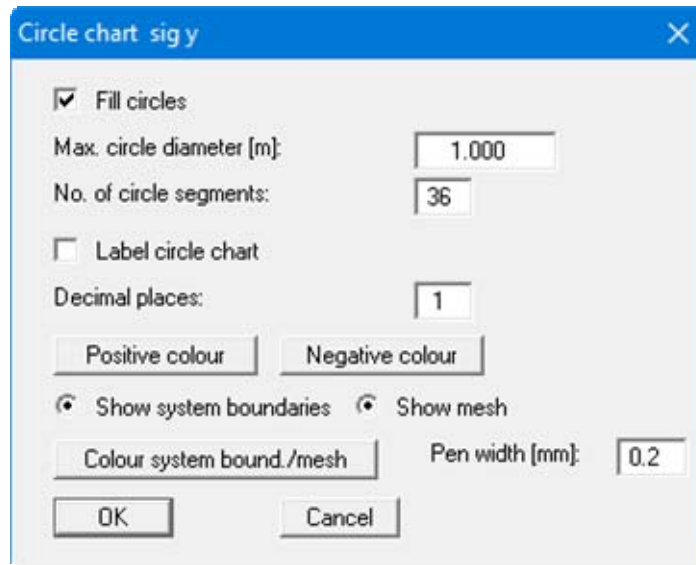 Circle chart sig y
Fill circles
Max. circle diameter [m]: 1.000
No. of circle segments: 36
Label circle chart
Decimal places: 1
Positive colour Negative colour
Show system boundaries Show mesh
Colour system bound./mesh Pen width [mm]: 0.2
OK Cancel